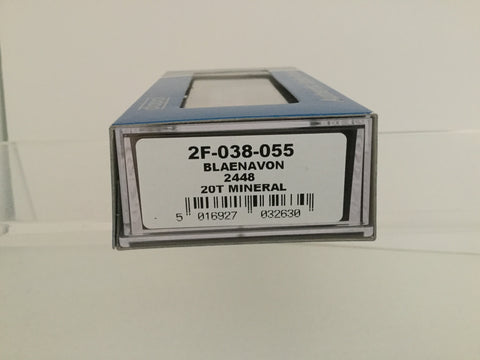 2F-038-055
BLAENAVON
2448
20T MINERAL
5 016927 032630